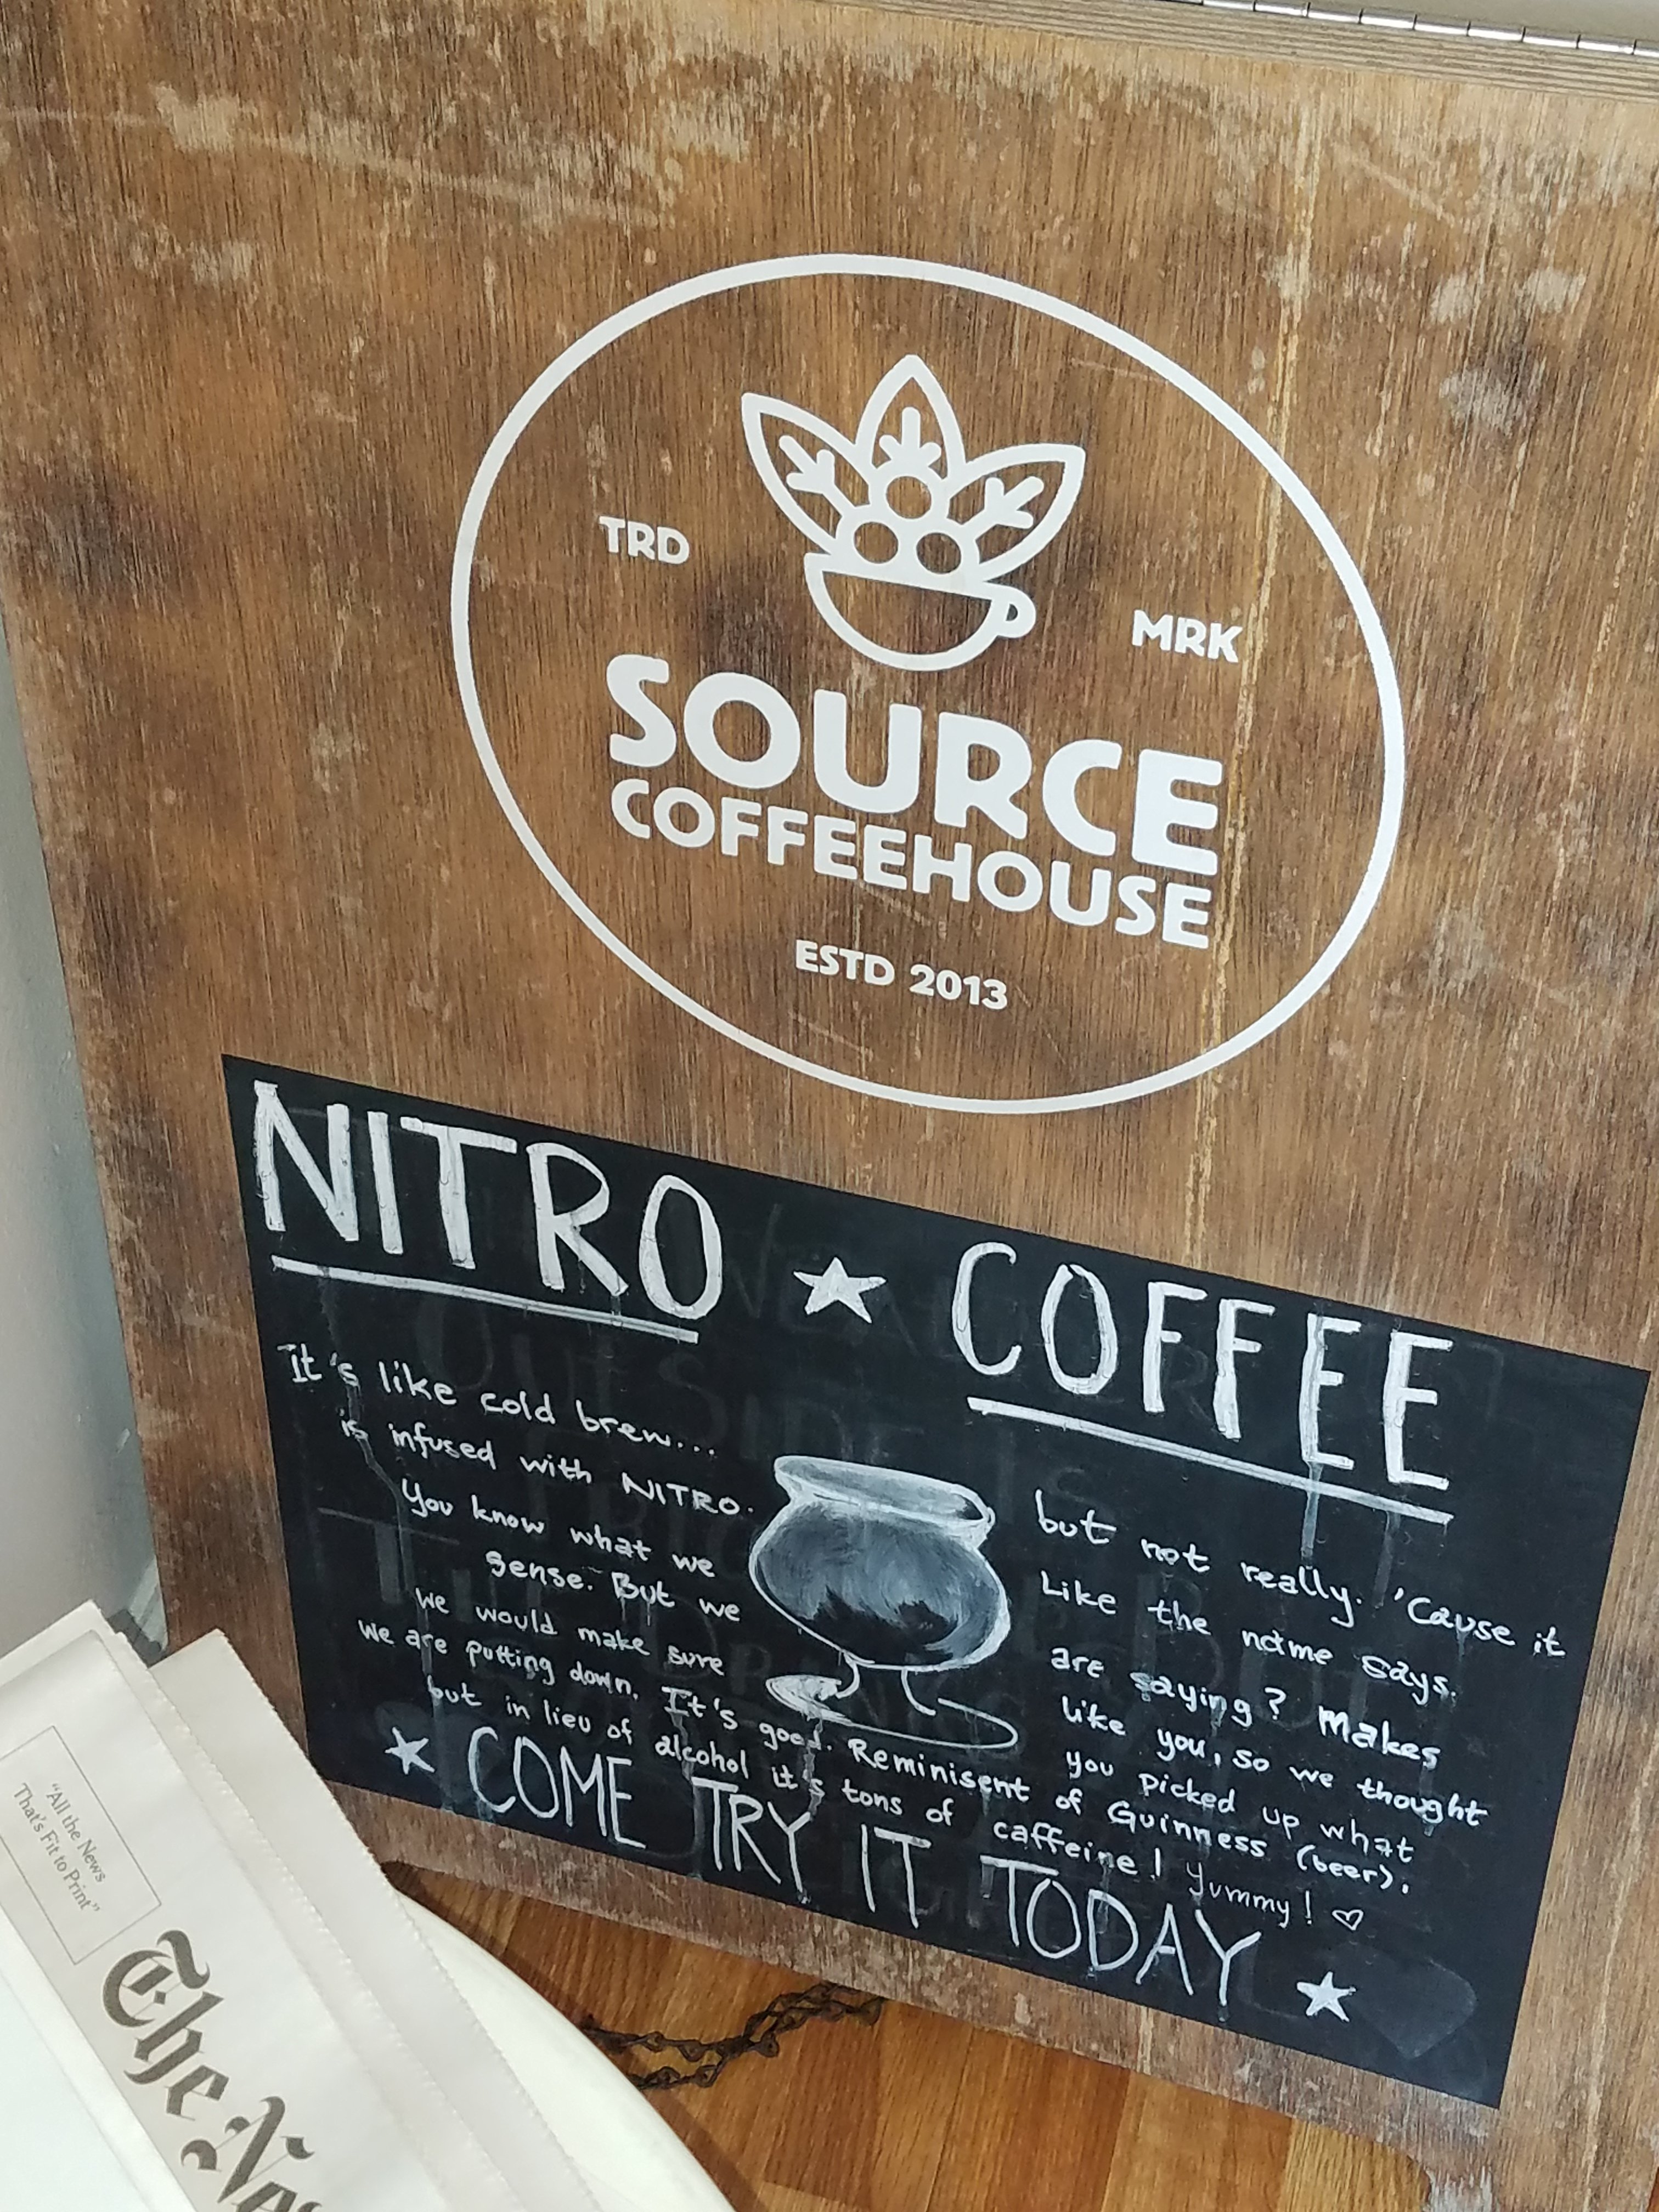 TRD
MRK
SOURCE
COFFEEHOUSE
ESTD 2013
NITRO ★ COFFEE
It's like cold brew... but not really. 'Cause it
is infused with NITRO. Like the name says.
You know what we are saying? Makes
sense. But we like you, so we thought
we would make sure you picked up what
we are putting down. It's good. Reminisent of Guinness (beer),
but in lieu of alcohol it's tons of caffeine! Yummy! ♡
★ COME TRY IT TODAY ★
"All the News
That's Fit to Print"
The Ne